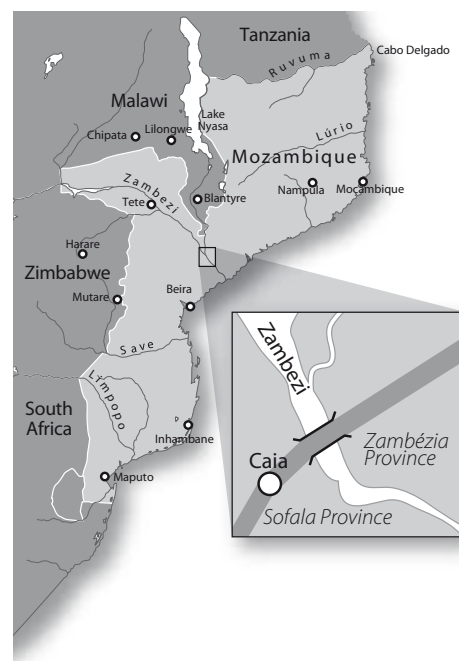 Tanzania
Cabo Delgado
Ruvuma
Malawi
Lake
Nyasa
Chipata
Lilongwe
Lúrio
Mozambique
Zambezi
Nampula
Moçambique
Tete
Blantyre
Harare
Zimbabwe
Mutare
Beira
Save
Limpopo
South
Africa
Inhambane
Maputo
Zambezi
Caia
Zambézia
Province
Sofala Province